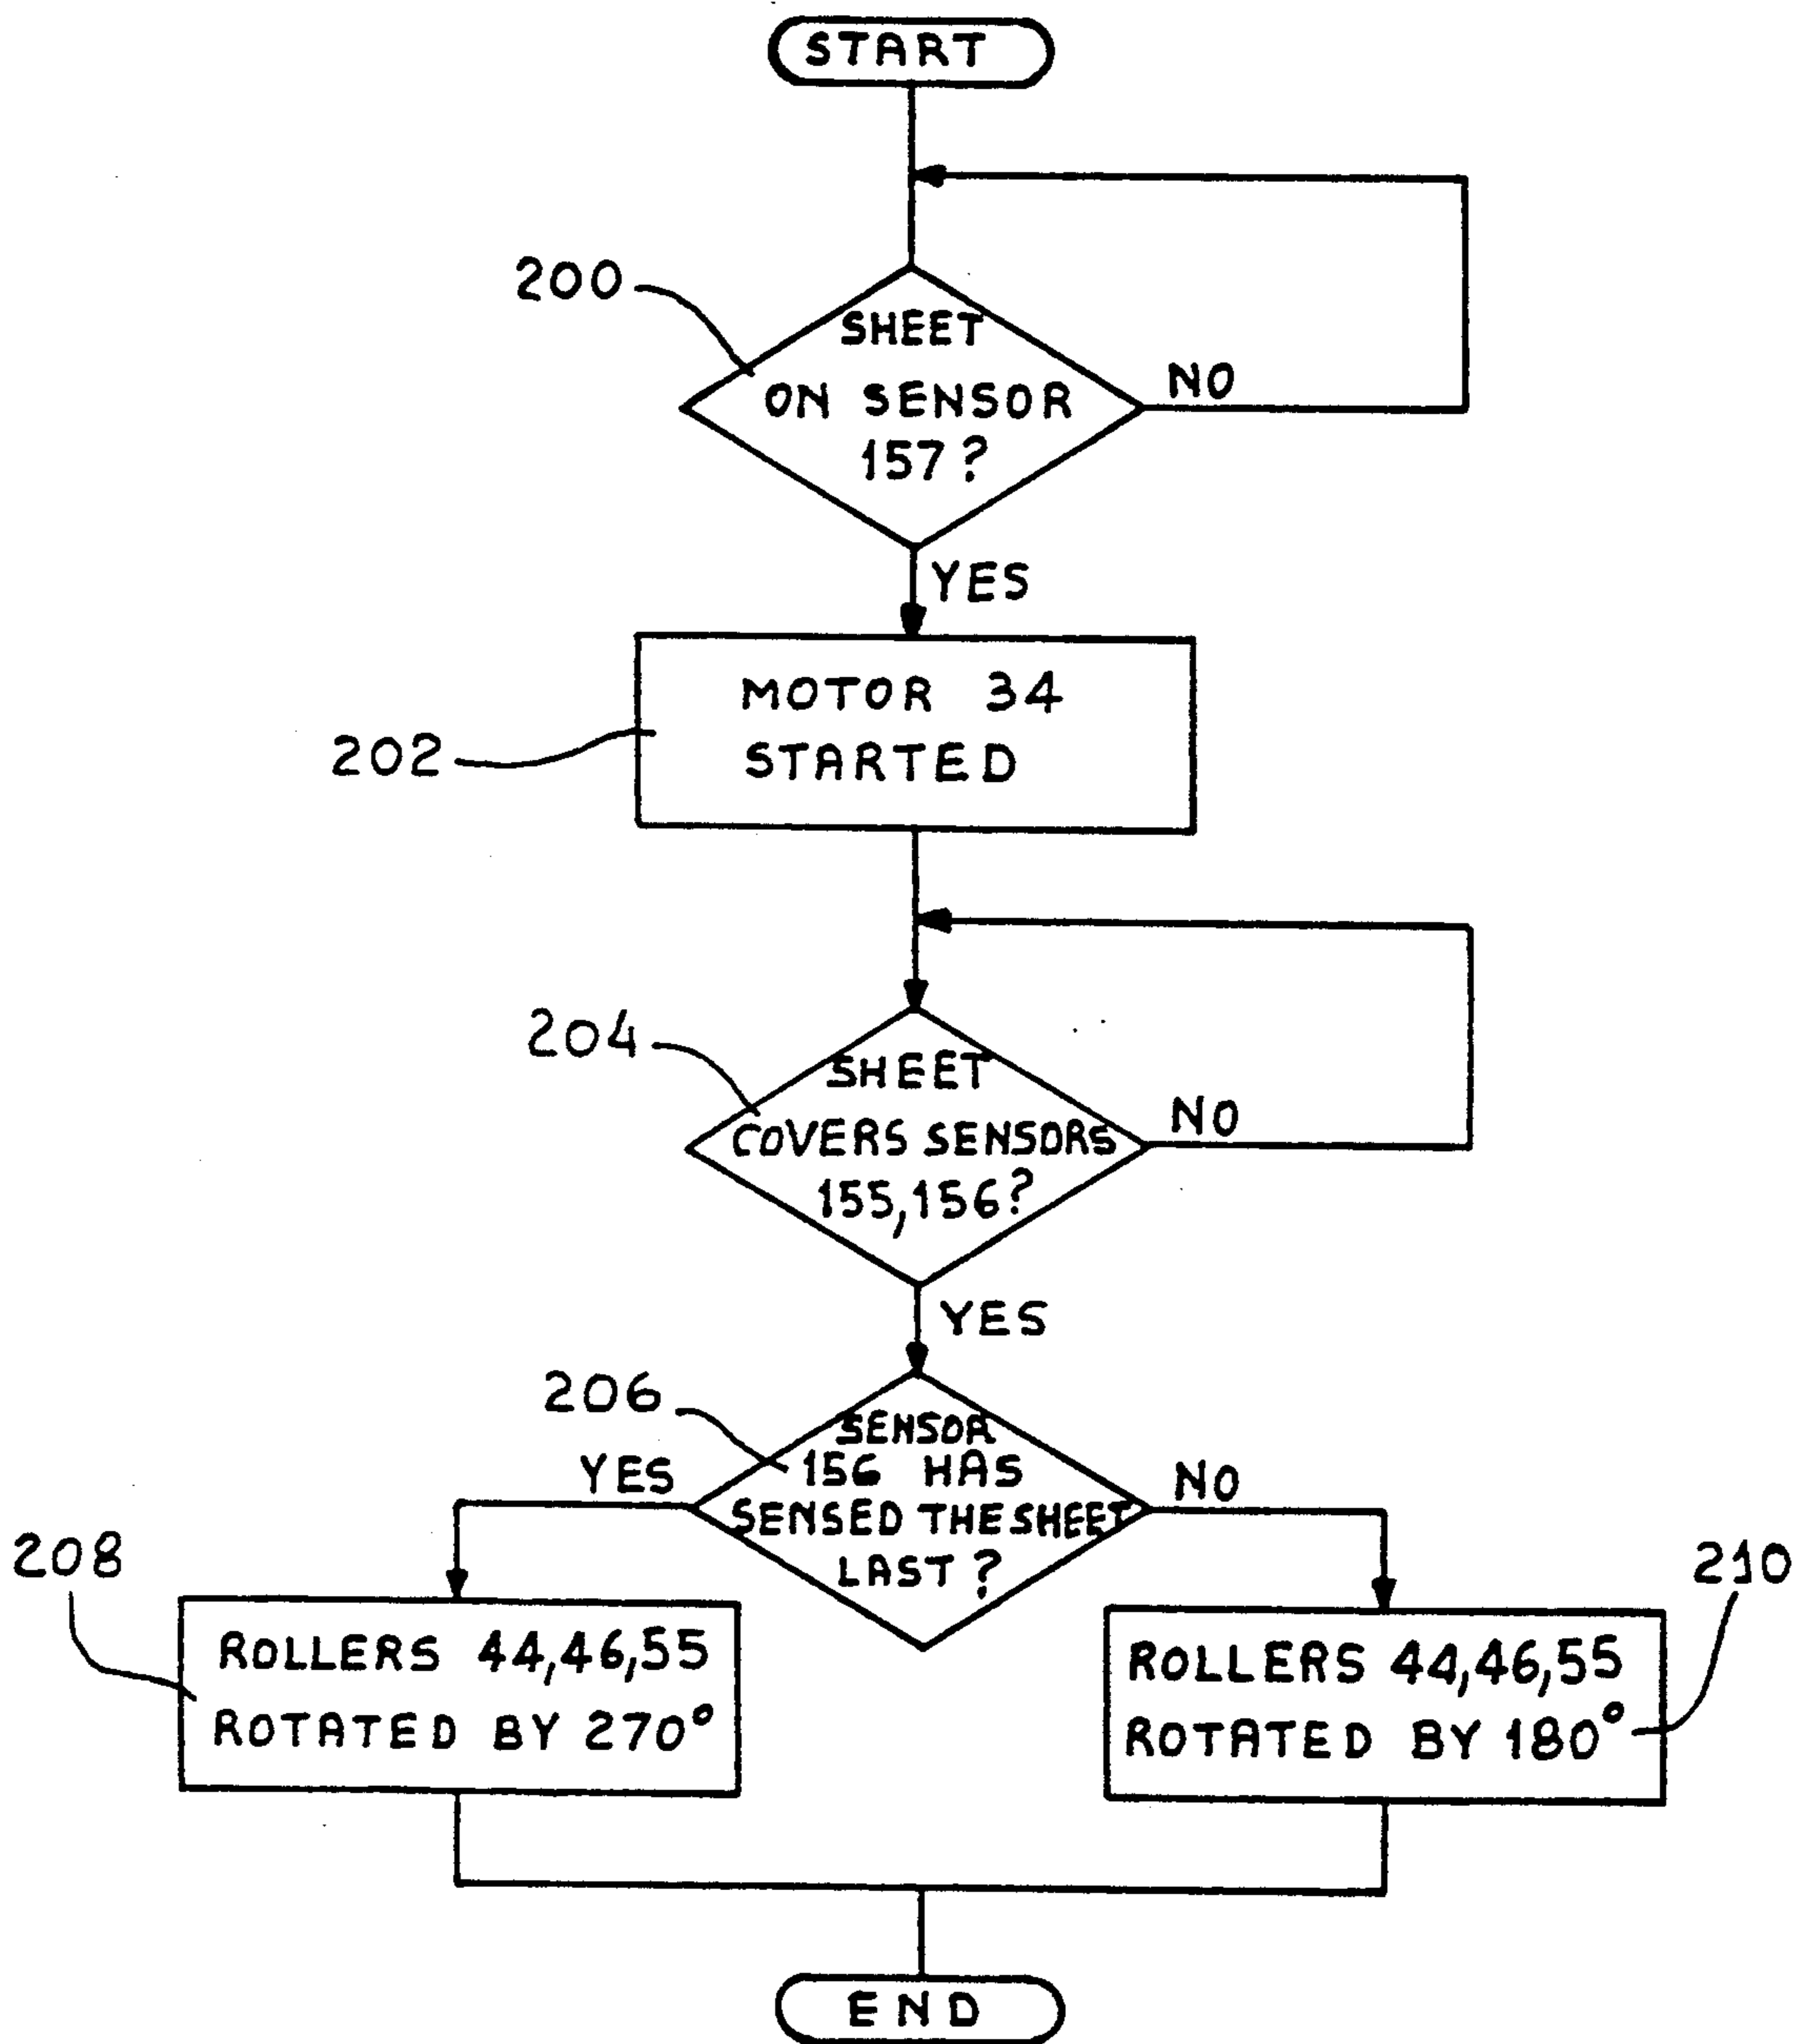 START
200
SHEET
ON SENSOR
157?
NO
YES
202
MOTOR 34
STARTED
204
SHEET
COVERS SENSORS
155,156?
NO
YES
206
SENSOR
156 HAS
SENSED THE SHEET
LAST?
YES
NO
208
ROLLERS 44,46,55
ROTATED BY 270°
210
ROLLERS 44,46,55
ROTATED BY 180°
END